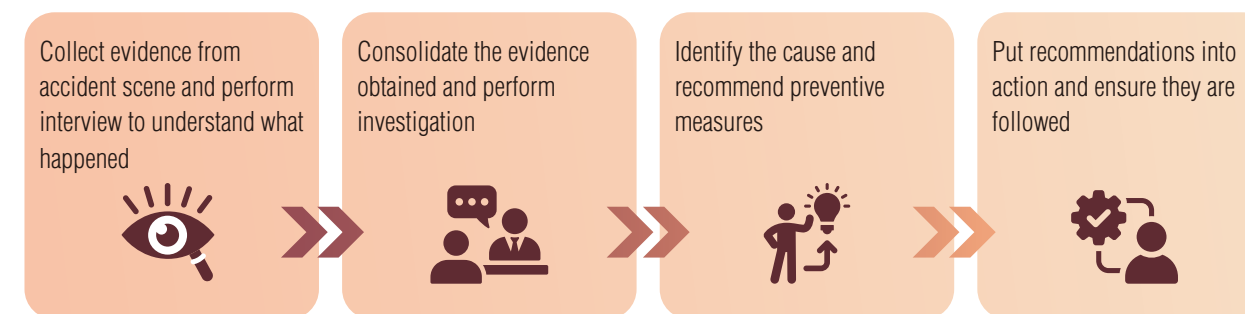 Collect evidence from
accident scene and perform
interview to understand what
happened
Consolidate the evidence
obtained and perform
investigation
Identify the cause and
recommend preventive
measures
Put recommendations into
action and ensure they are
followed